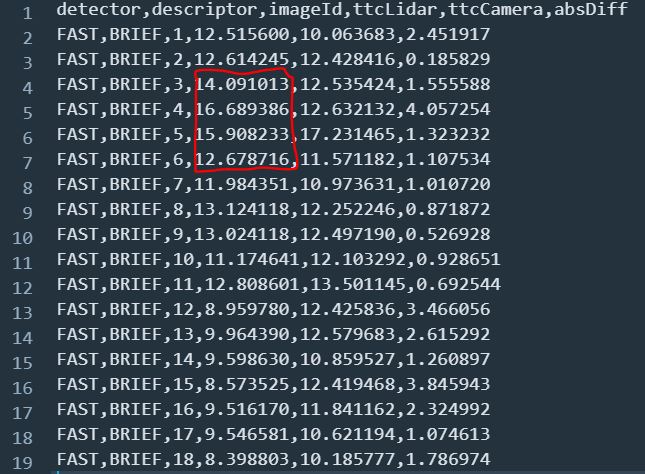 1 detector,descriptor,imageId,ttcLidar,ttcCamera,absDiff
2 FAST,BRIEF,1,12.515600,10.063683,2.451917
3 FAST,BRIEF,2,12.614245,12.428416,0.185829
4 FAST,BRIEF,3,14.091013,12.535424,1.555588
5 FAST,BRIEF,4,16.689386,12.632132,4.057254
6 FAST,BRIEF,5,15.908233,17.231465,1.323232
7 FAST,BRIEF,6,12.678716,11.571182,1.107534
8 FAST,BRIEF,7,11.984351,10.973631,1.010720
9 FAST,BRIEF,8,13.124118,12.252246,0.871872
10 FAST,BRIEF,9,13.024118,12.497190,0.526928
11 FAST,BRIEF,10,11.174641,12.103292,0.928651
12 FAST,BRIEF,11,12.808601,13.501145,0.692544
13 FAST,BRIEF,12,8.959780,12.425836,3.466056
14 FAST,BRIEF,13,9.964390,12.579683,2.615292
15 FAST,BRIEF,14,9.598630,10.859527,1.260897
16 FAST,BRIEF,15,8.573525,12.419468,3.845943
17 FAST,BRIEF,16,9.516170,11.841162,2.324992
18 FAST,BRIEF,17,9.546581,10.621194,1.074613
19 FAST,BRIEF,18,8.398803,10.185777,1.786974